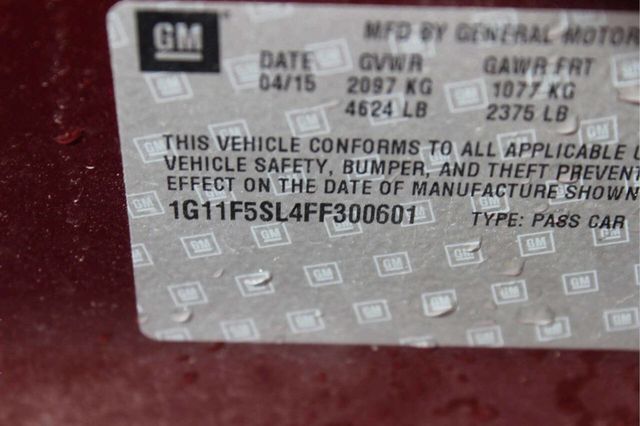 GM
MFD BY GENERAL MOTOR
DATE GVWR GAWR FRT
04/15 2097 KG 1077 KG
4624 LB 2375 LB
THIS VEHICLE CONFORMS TO ALL APPLICABLE U
VEHICLE SAFETY, BUMPER, AND THEFT PREVENT
EFFECT ON THE DATE OF MANUFACTURE SHOWN
1G11F5SL4FF300601 TYPE: PASS CAR